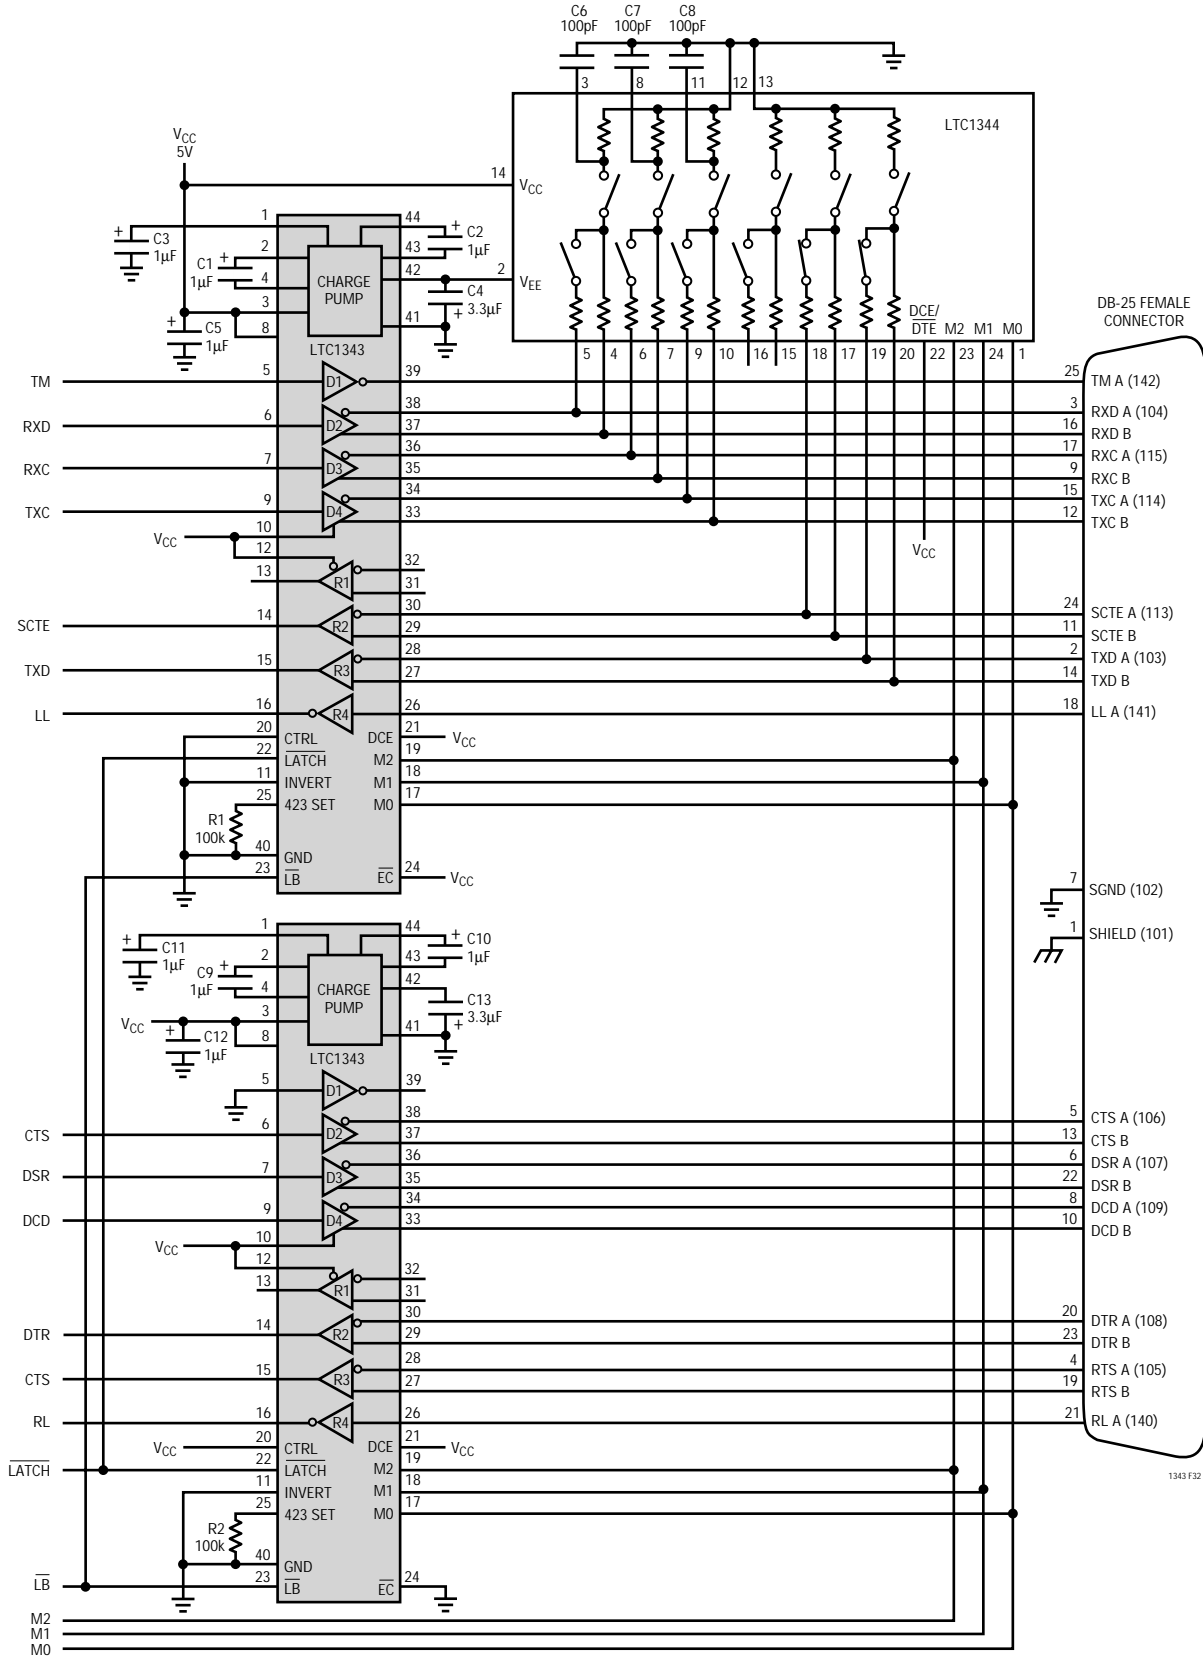 C6 C7 C8
100pF 100pF 100pF
3 8 11 12 13
LTC1344
VCC
5V
14 VCC
1 44
C3 1µF
C2 1µF
2 43
C1 1µF
4 42
CHARGE
PUMP
2 VEE
C4 3.3µF
3
8 41
C5 1µF
LTC1343
DCE/
DTE M2 M1 M0
5 4 6 7 9 10 16 15 18 17 19 20 22 23 24 1
DB-25 FEMALE
CONNECTOR
TM 5 D1 39 25 TM A (142)
38 3 RXD A (104)
RXD 6 D2 37 16 RXD B
36 17 RXC A (115)
RXC 7 D3 35 9 RXC B
34 15 TXC A (114)
TXC 9 D4 33 12 TXC B
VCC 10
VCC
12 32
13 R1 31
30 24 SCTE A (113)
SCTE 14 R2 29 11 SCTE B
28 2 TXD A (103)
TXD 15 R3 27 14 TXD B
LL 16 R4 26 18 LL A (141)
20 CTRL DCE 21 VCC
22 LATCH M2 19
11 INVERT M1 18
25 423 SET M0 17
R1
100k
40 GND
23 LB EC 24 VCC
7 SGND (102)
1 SHIELD (101)
1 44
C11 1µF
C10 1µF
2 43
C9 1µF
4 42
CHARGE
PUMP
C13 3.3µF
VCC 3
8 41
C12 1µF
LTC1343
5 D1 39
38 5 CTS A (106)
CTS 6 D2 37 13 CTS B
36 6 DSR A (107)
DSR 7 D3 35 22 DSR B
34 8 DCD A (109)
DCD 9 D4 33 10 DCD B
VCC 10
12 32
13 R1 31
30 20 DTR A (108)
DTR 14 R2 29 23 DTR B
28 4 RTS A (105)
CTS 15 R3 27 19 RTS B
RL 16 R4 26 21 RL A (140)
VCC 20 CTRL DCE 21 VCC
LATCH 22 LATCH M2 19
1343 F32
11 INVERT M1 18
25 423 SET M0 17
R2
100k
40 GND
LB 23 LB EC 24
M2
M1
M0